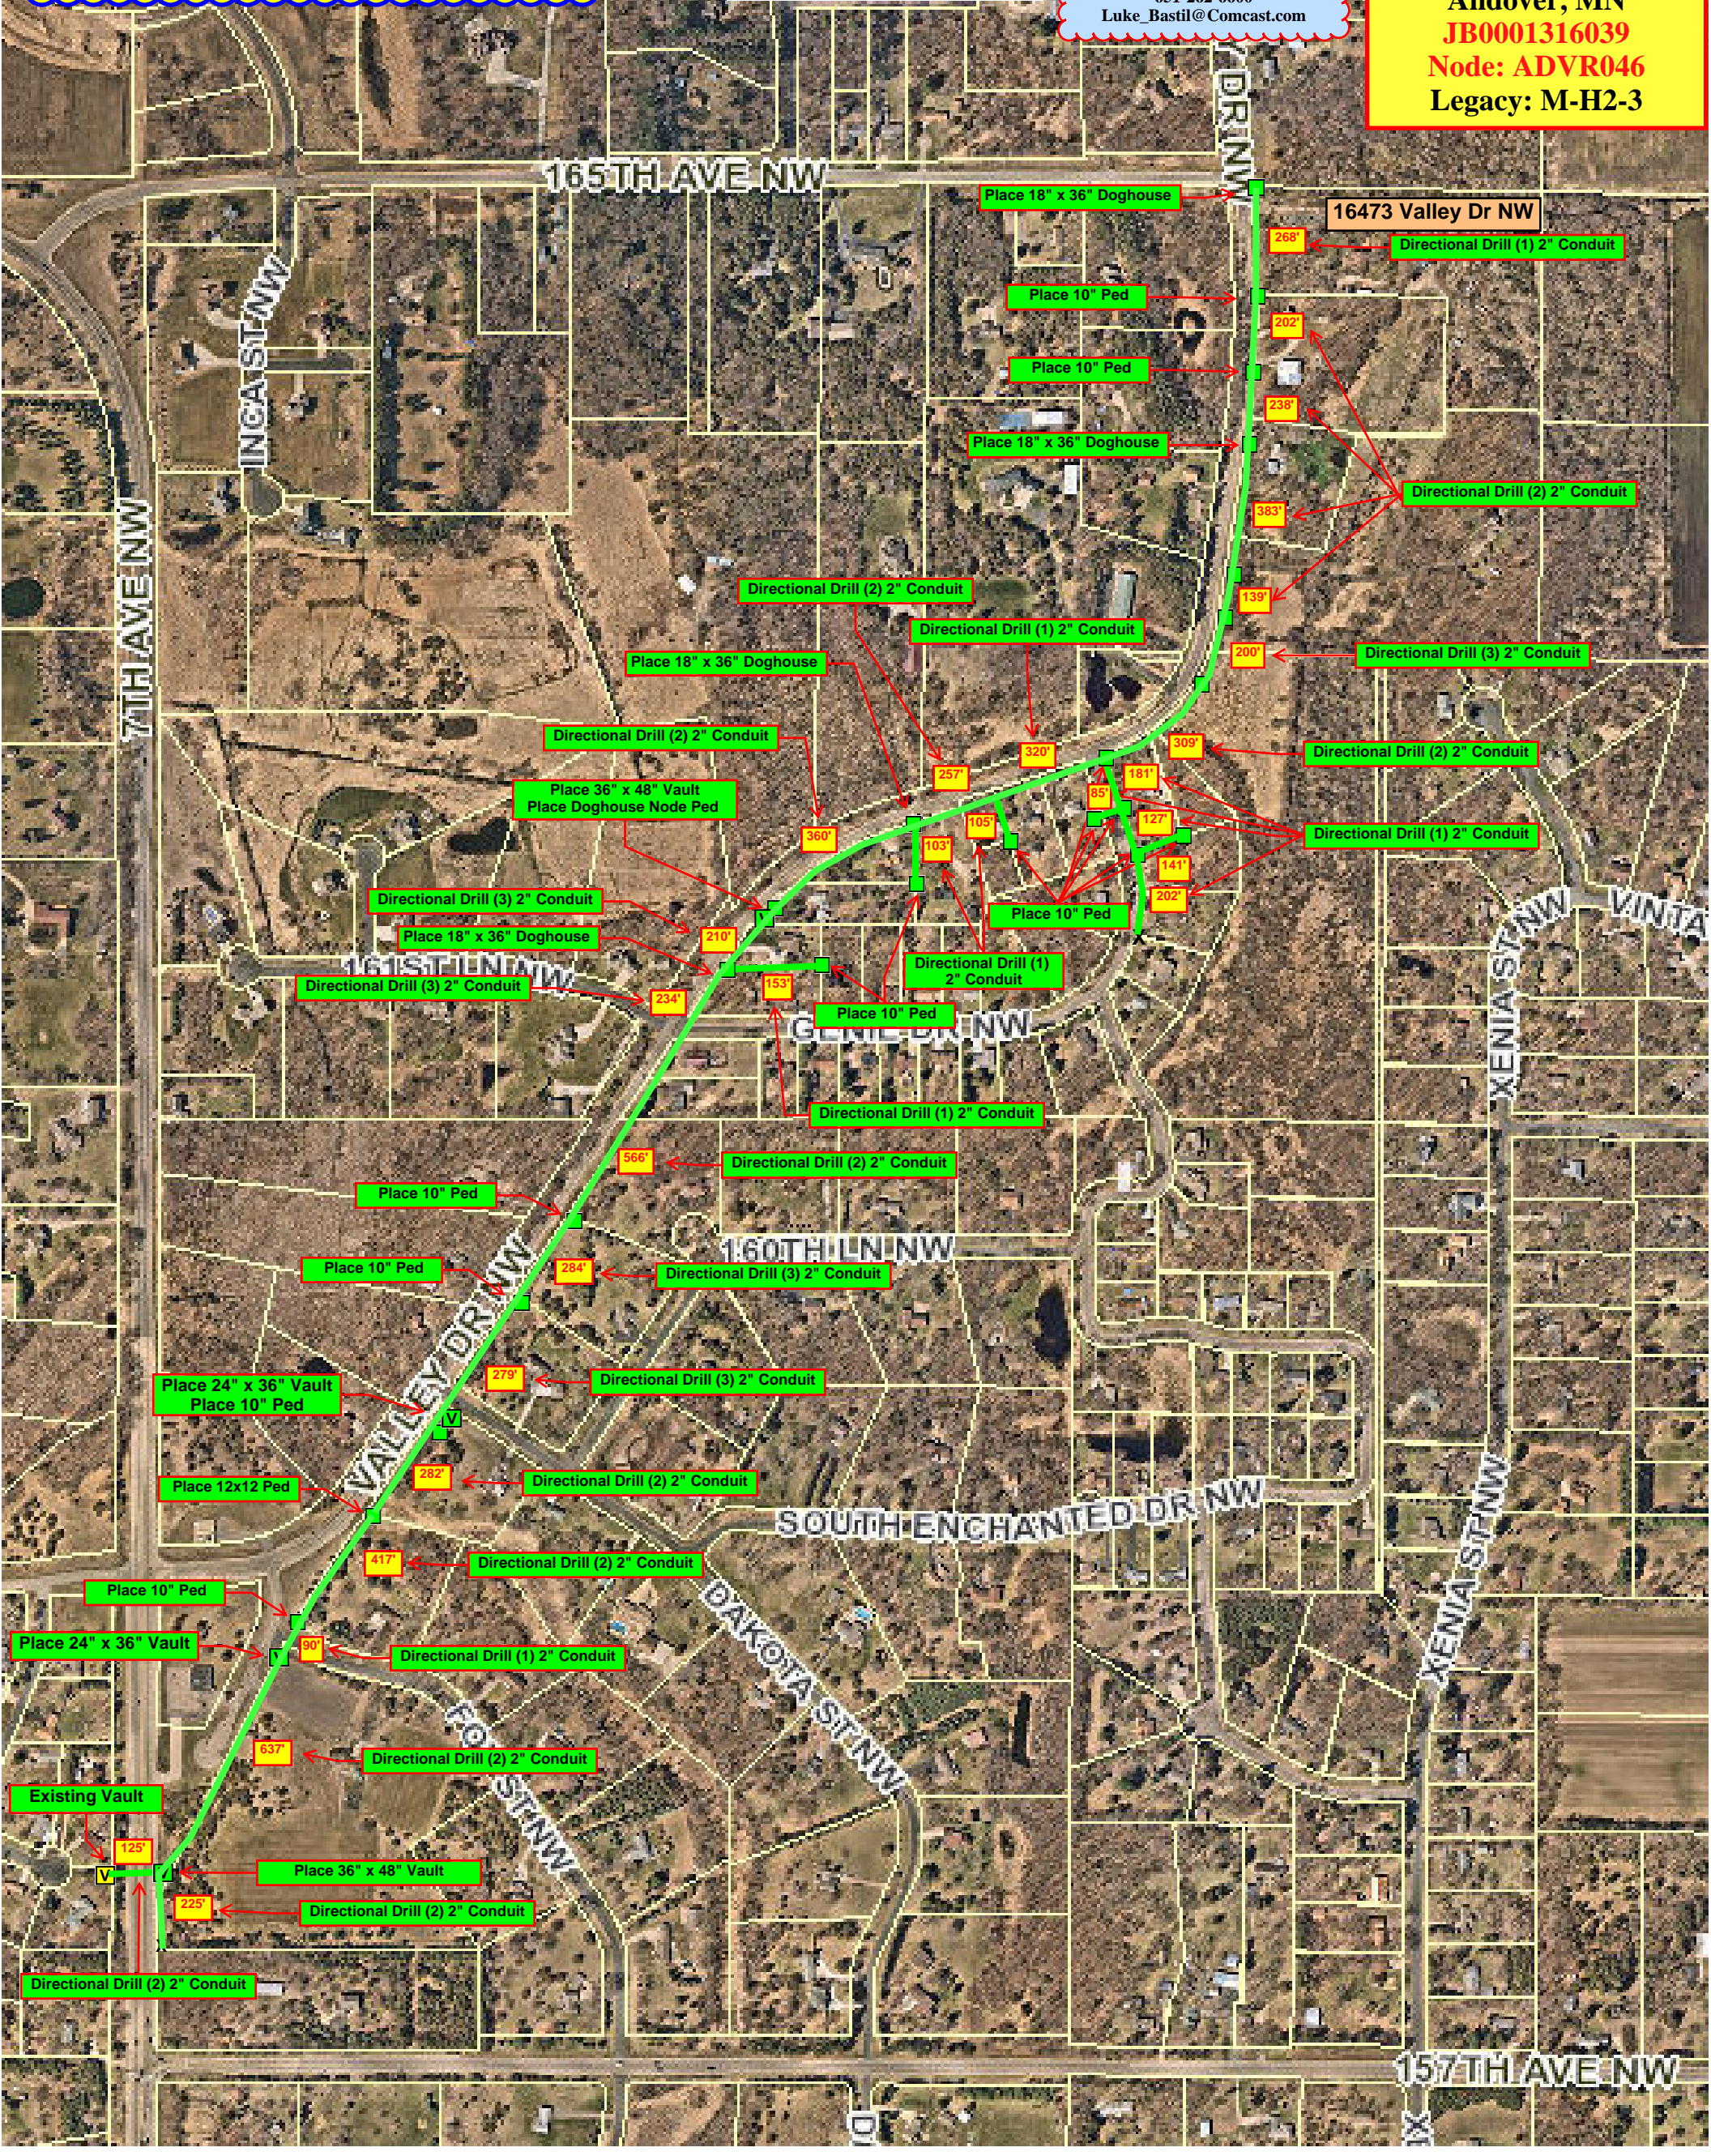 Luke_Bastil@Comcast.com
JB0001316039
Node: ADVR046
Legacy: M-H2-3
DR NW
165TH AVE NW
Place 18" x 36" Doghouse
16473 Valley Dr NW
268'
Directional Drill (1) 2" Conduit
INCA ST NW
Place 10" Ped
202'
Place 10" Ped
238'
Place 18" x 36" Doghouse
Directional Drill (2) 2" Conduit
383'
7TH AVE NW
Directional Drill (2) 2" Conduit
139'
Directional Drill (1) 2" Conduit
200'
Directional Drill (3) 2" Conduit
Place 18" x 36" Doghouse
Directional Drill (2) 2" Conduit
320'
309'
Directional Drill (2) 2" Conduit
257'
181'
Place 36" x 48" Vault
Place Doghouse Node Ped
85'
360'
105'
127'
Directional Drill (1) 2" Conduit
103'
141'
Directional Drill (3) 2" Conduit
202'
Place 10" Ped
XENIA ST NW
VINTA
210'
Place 18" x 36" Doghouse
X
161ST LN NW
Directional Drill (1)
2" Conduit
Directional Drill (3) 2" Conduit
234'
153'
Place 10" Ped
GENIE DR NW
Directional Drill (1) 2" Conduit
566'
Directional Drill (2) 2" Conduit
Place 10" Ped
160TH LN NW
Place 10" Ped
284'
Directional Drill (3) 2" Conduit
VALLEY DR NW
279'
Directional Drill (3) 2" Conduit
Place 24" x 36" Vault
Place 10" Ped
V
282'
Directional Drill (2) 2" Conduit
Place 12x12 Ped
SOUTH ENCHANTED DR NW
XENIA ST NW
417'
Directional Drill (2) 2" Conduit
Place 10" Ped
DAKOTA ST NW
Place 24" x 36" Vault
V
90'
Directional Drill (1) 2" Conduit
637'
Directional Drill (2) 2" Conduit
Existing Vault
125'
V
Place 36" x 48" Vault
225'
Directional Drill (2) 2" Conduit
Directional Drill (2) 2" Conduit
157TH AVE NW